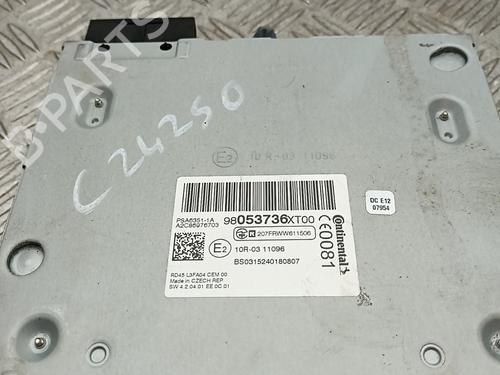 B-PARTS
C24250
E2 10R-03 11096
PSA6351-1A
A2C86976703
98053736XT00
R 207FRWW611506
E2 10R-03 11096
BS0315240180807
RD45 L3FA04 CEM 00
Made in CZECH REP
SW 4.2.04 01 EE 0C.01
CE0081
Continental
DC E12
07954